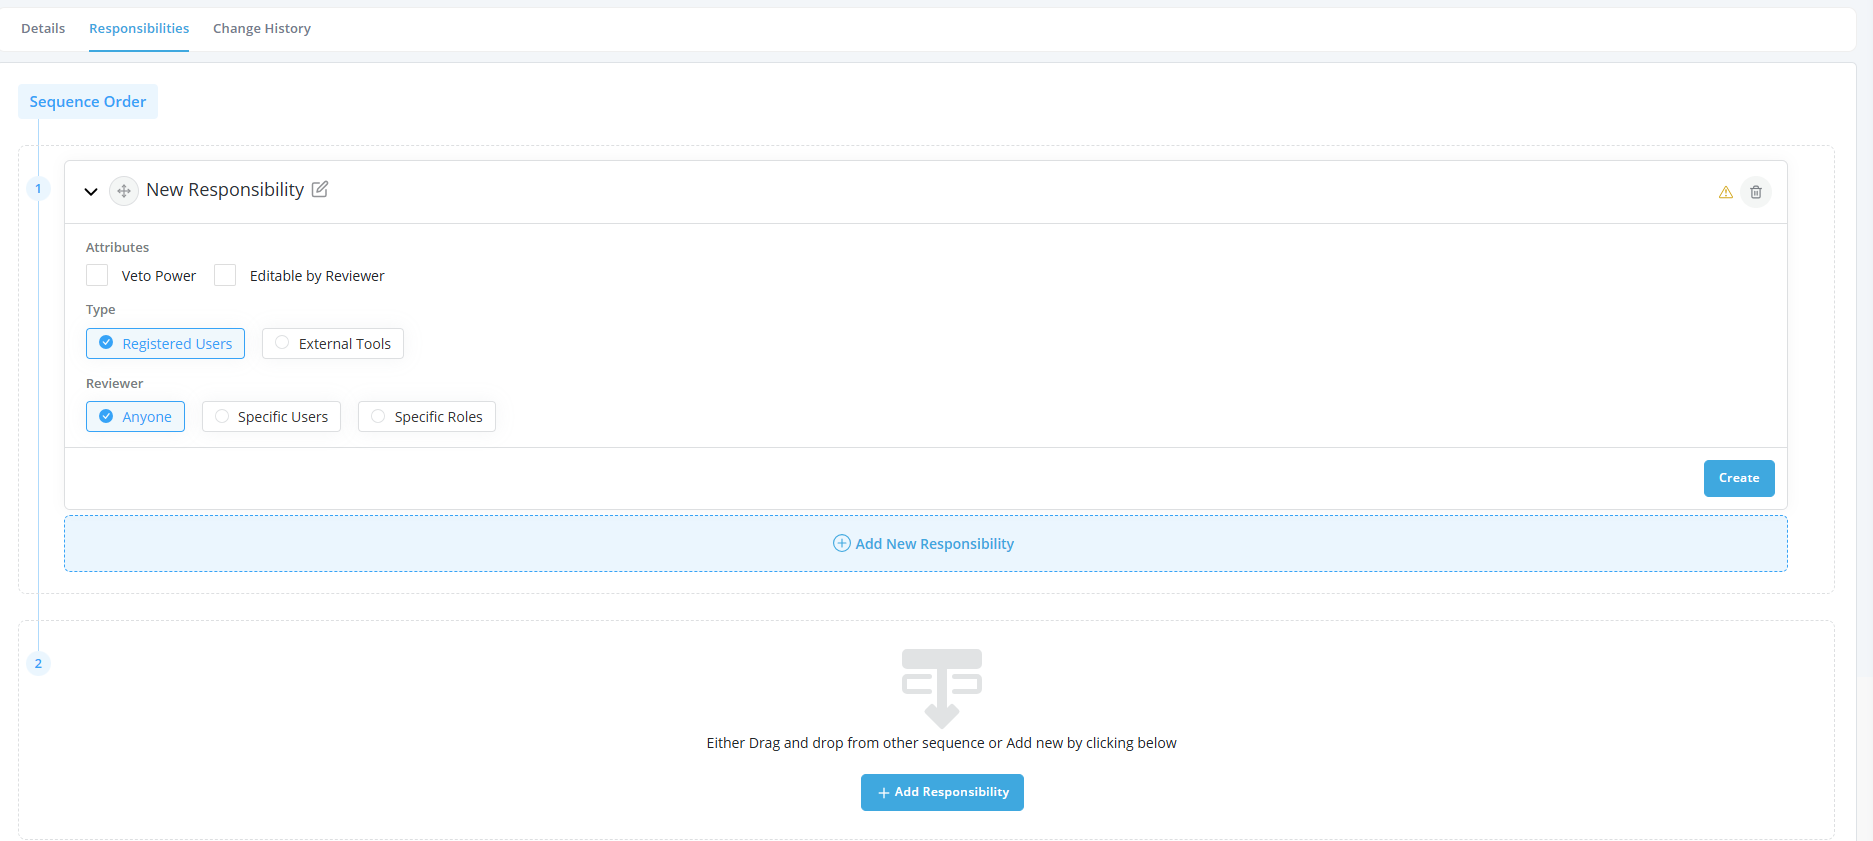 Details Responsibilities Change History
Sequence Order
1
New Responsibility
Attributes
Veto Power Editable by Reviewer
Type
Registered Users External Tools
Reviewer
Anyone Specific Users Specific Roles
Create
Add New Responsibility
2
Either Drag and drop from other sequence or Add new by clicking below
+ Add Responsibility